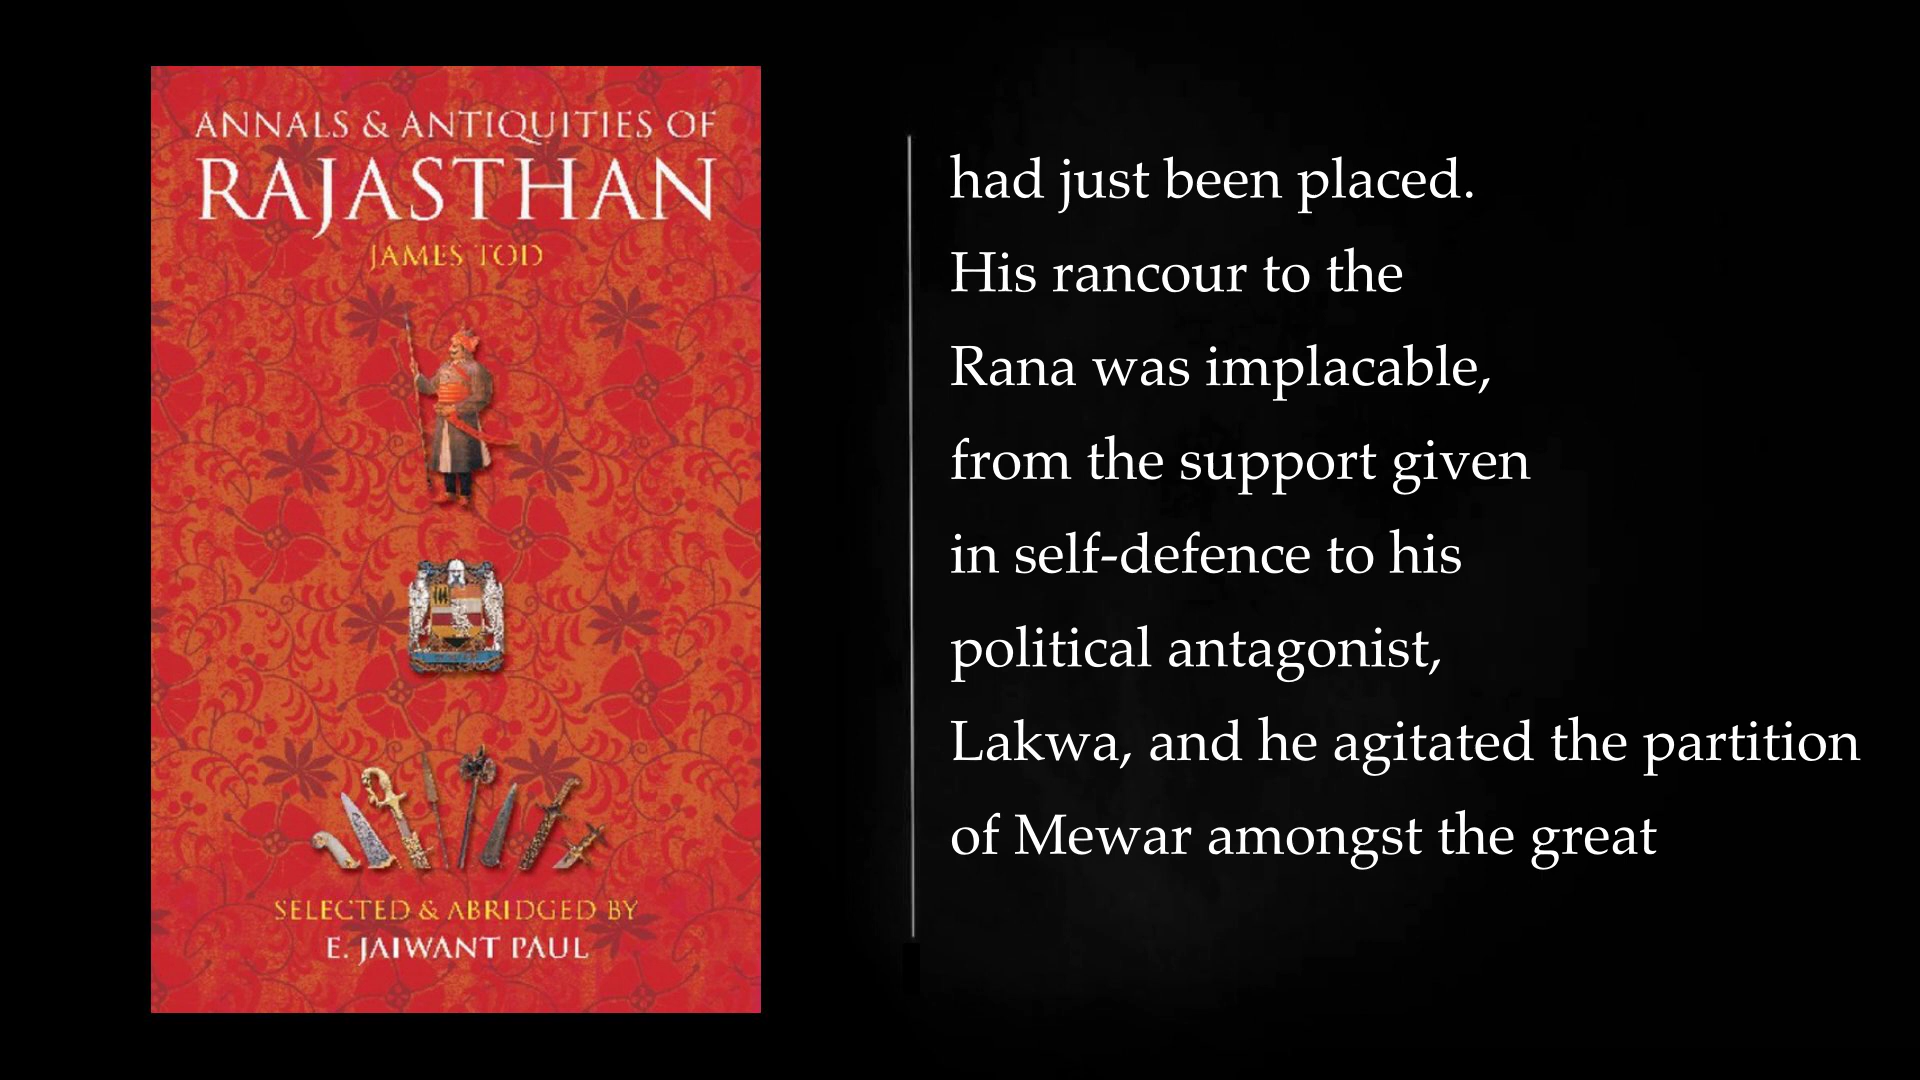 ANNALS & ANTIQUITIES OF
RAJASTHAN
JAMES TOD
SELECTED & ABRIDGED BY
E. JAIWANT PAUL
had just been placed.
His rancour to the
Rana was implacable,
from the support given
in self-defence to his
political antagonist,
Lakwa, and he agitated the partition
of Mewar amongst the great